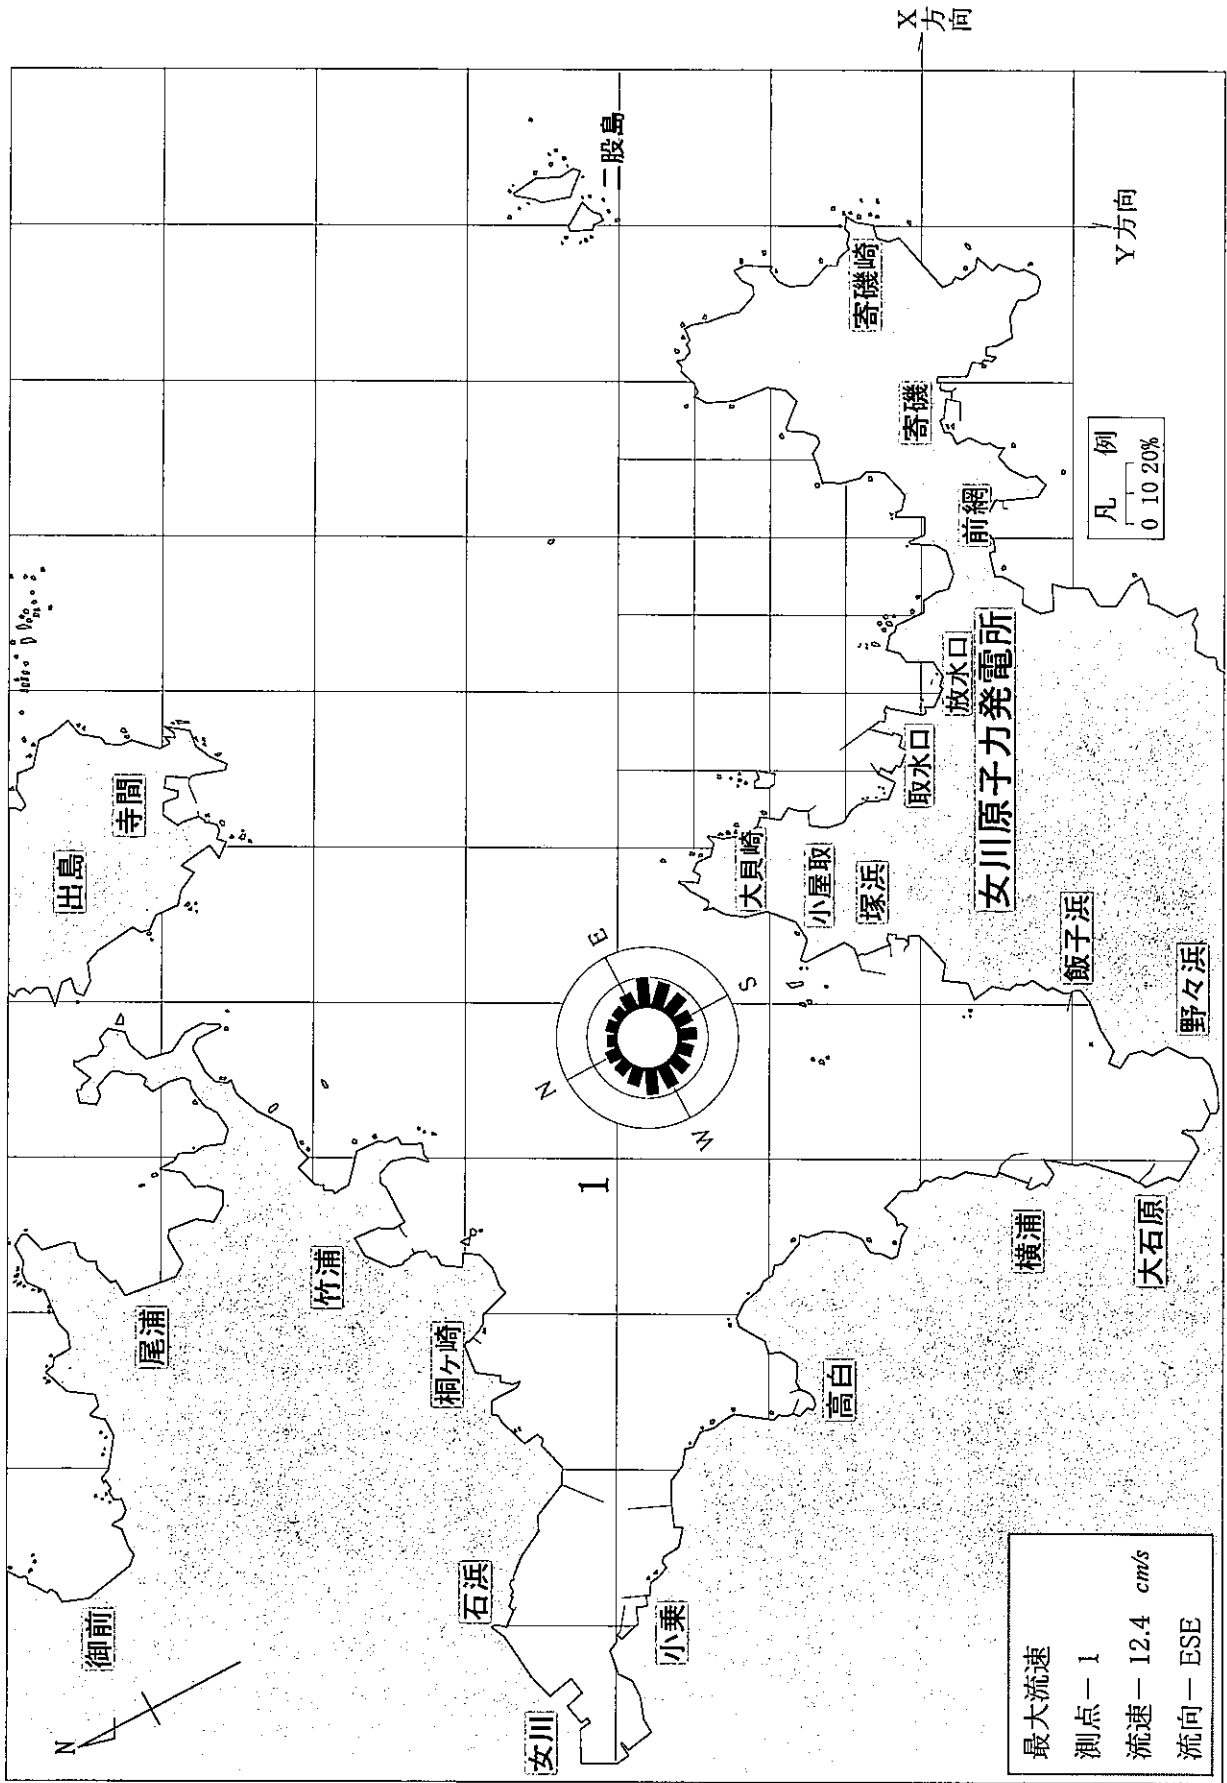 N
御前
尾浦
出島
寺間
竹浦
桐ヶ崎
石浜
女川
小乗
1
N
E
S
W
二股島
大貝崎
小屋取
塚浜
取水口
放水口
女川原子力発電所
前網
寄磯
寄磯崎
X
方向
Y方向
高白
横浦
飯子浜
野々浜
大石原
凡 例
0 10 20%
最大流速
測点－ 1
流速－ 12.4 cm/s
流向－ ESE